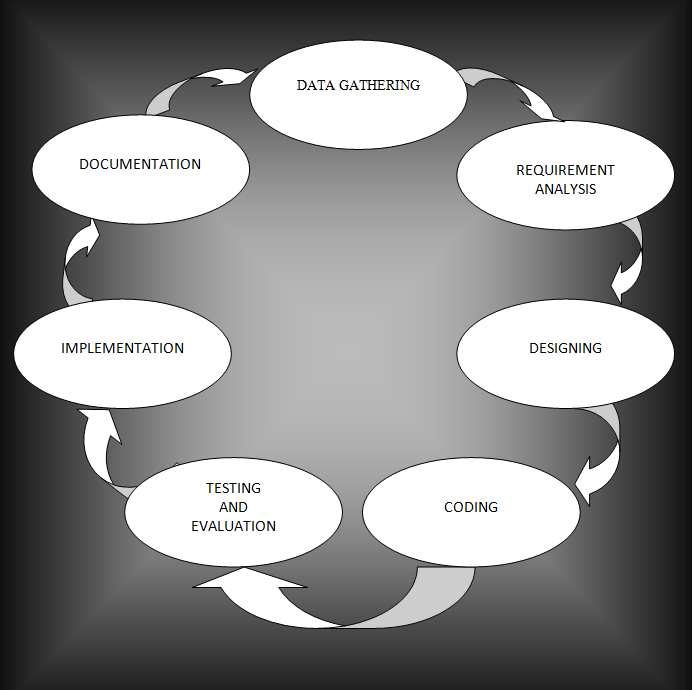 DATA GATHERING
REQUIREMENT
ANALYSIS
DESIGNING
CODING
TESTING
AND
EVALUATION
IMPLEMENTATION
DOCUMENTATION